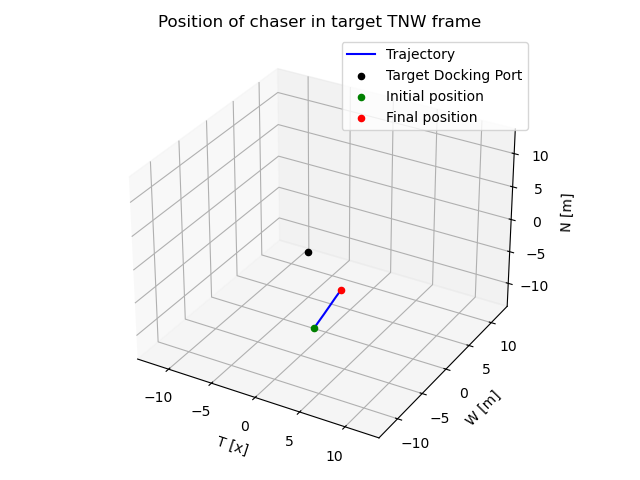 Position of chaser in target TNW frame
Trajectory
Target Docking Port
Initial position
Final position
10
5
0
−5
−10
N [m]
10
5
0
−5
−10
W [m]
−10
−5
0
5
10
T [x]